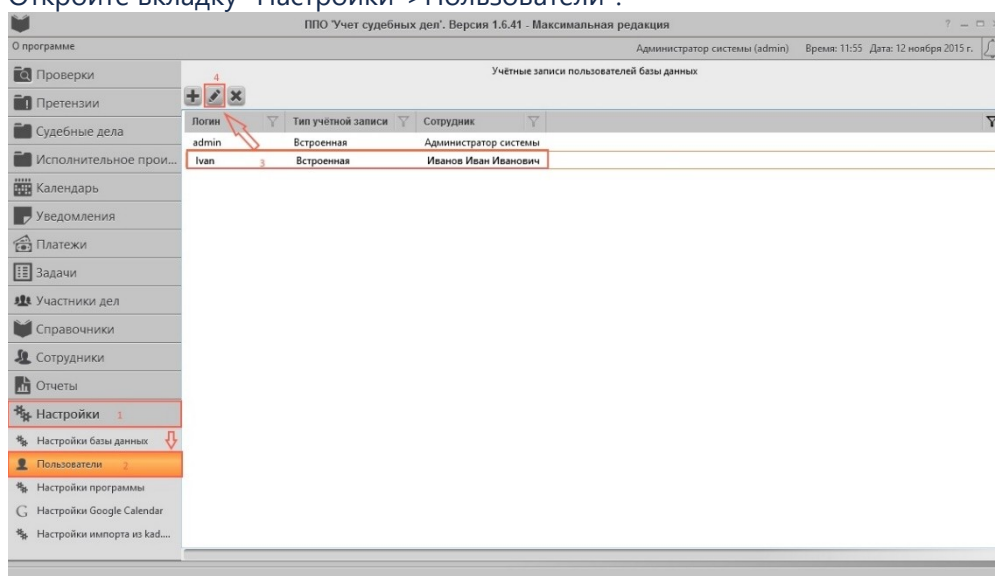 Откройте вкладку "Настройки"->"Пользователи".
ППО 'Учет судебных дел'. Версия 1.6.41 - Максимальная редакция
О программе
Администратор системы (admin) Время: 11:55 Дата: 12 ноября 2015 г.
Проверки
Претензии
Судебные дела
Исполнительное прои...
Календарь
Уведомления
Платежи
Задачи
Участники дел
Справочники
Сотрудники
Отчеты
Настройки 1
Настройки базы данных
Пользователи 2
Настройки программы
Настройки Google Calendar
Настройки импорта из kad....
Учётные записи пользователей базы данных
4
Логин Тип учётной записи Сотрудник
admin Встроенная Администратор системы
Ivan 3 Встроенная Иванов Иван Иванович